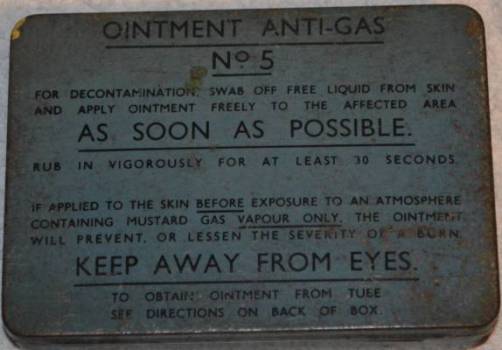 OINTMENT ANTI-GAS
No 5
FOR DECONTAMINATION, SWAB OFF FREE LIQUID FROM SKIN
AND APPLY OINTMENT FREELY TO THE AFFECTED AREA
AS SOON AS POSSIBLE.
RUB IN VIGOROUSLY FOR AT LEAST 30 SECONDS.
IF APPLIED TO THE SKIN BEFORE EXPOSURE TO AN ATMOSPHERE
CONTAINING MUSTARD GAS VAPOUR ONLY, THE OINTMENT
WILL PREVENT, OR LESSEN THE SEVERITY OF A BURN.
KEEP AWAY FROM EYES.
TO OBTAIN OINTMENT FROM TUBE
SEE DIRECTIONS ON BACK OF BOX.